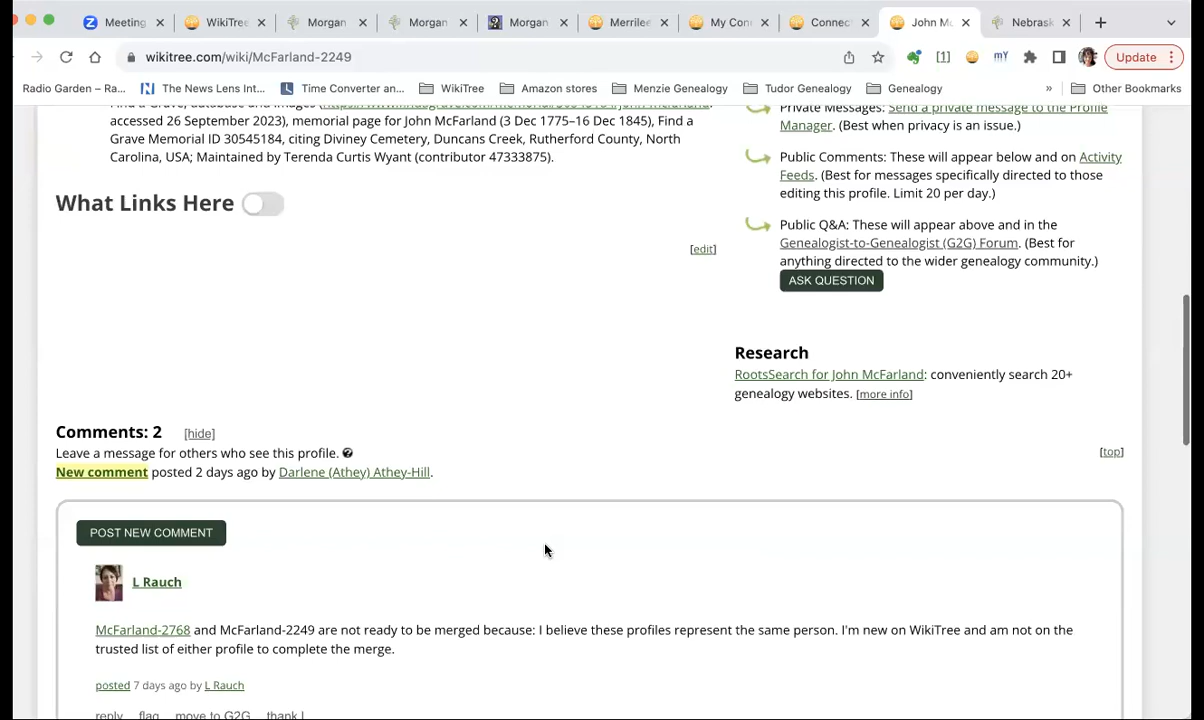 Meeting
WikiTree
Morgan
Morgan
Morgan
Merrilee
My Con
Connect
John Mc
Nebrask
wikitree.com/wiki/McFarland-2249
[1]
mY
Update
Radio Garden – Ra...
The News Lens Int...
Time Converter an...
WikiTree
Amazon stores
Menzie Genealogy
Tudor Genealogy
Genealogy
»
Other Bookmarks
accessed 26 September 2023), memorial page for John McFarland (3 Dec 1775–16 Dec 1845), Find a
Grave Memorial ID 30545184, citing Diviney Cemetery, Duncans Creek, Rutherford County, North
Carolina, USA; Maintained by Terenda Curtis Wyant (contributor 47333875).
What Links Here
[edit]
Private Messages: Send a private message to the Profile
Manager. (Best when privacy is an issue.)
Public Comments: These will appear below and on Activity
Feeds. (Best for messages specifically directed to those
editing this profile. Limit 20 per day.)
Public Q&A: These will appear above and in the
Genealogist-to-Genealogist (G2G) Forum. (Best for
anything directed to the wider genealogy community.)
ASK QUESTION
Research
RootsSearch for John McFarland: conveniently search 20+
genealogy websites. [more info]
Comments: 2 [hide]
Leave a message for others who see this profile.
[top]
New comment posted 2 days ago by Darlene (Athey) Athey-Hill.
POST NEW COMMENT
L Rauch
McFarland-2768 and McFarland-2249 are not ready to be merged because: I believe these profiles represent the same person. I'm new on WikiTree and am not on the
trusted list of either profile to complete the merge.
posted 7 days ago by L Rauch
reply flag move to G2G thank L